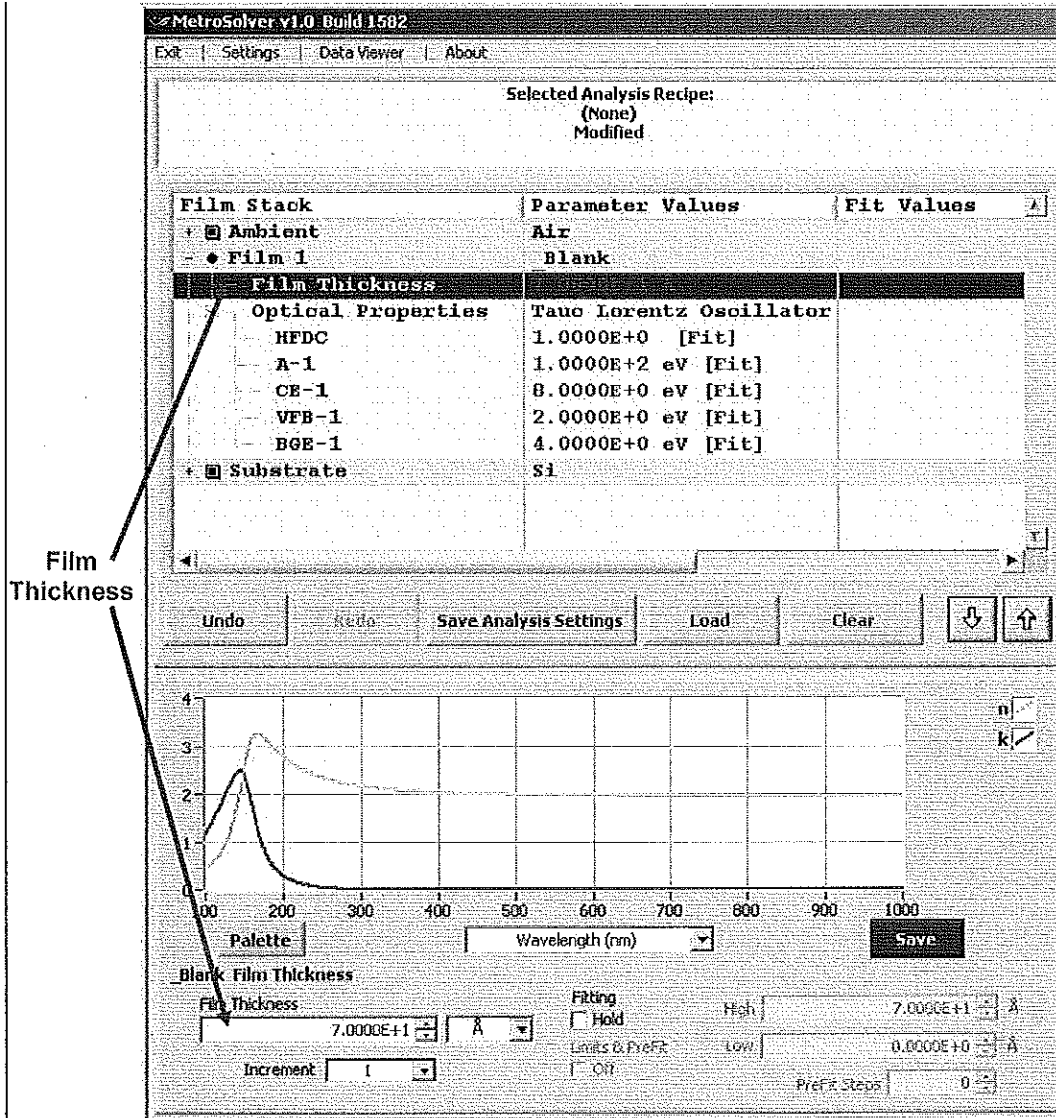 MetroSolver v1.0 Build 1582
Exit | Settings | Data Viewer | About
Selected Analysis Recipe:
(None)
Modified
Film Stack Parameter Values Fit Values
+ Ambient Air
- Film 1 _Blank
Film Thickness
Optical Properties Tauc Lorentz Oscillator
HFDC 1.0000E+0 [Fit]
A-1 1.0000E+2 eV [Fit]
CE-1 8.0000E+0 eV [Fit]
VFB-1 2.0000E+0 eV [Fit]
BGE-1 4.0000E+0 eV [Fit]
+ Substrate Si
Film
Thickness
Undo Redo Save Analysis Settings Load Clear
4
3
2
1
0
n
k
00 200 300 400 500 600 700 800 900 1000
Palette Wavelength (nm) Save
_Blank Film Thickness
Film Thickness
7.0000E+1 Å
Increment 1
Fitting
Hold
Limits & PreFit
Off
High 7.0000E+1 Å
Low 0.0000E+0 Å
PreFit Steps 0